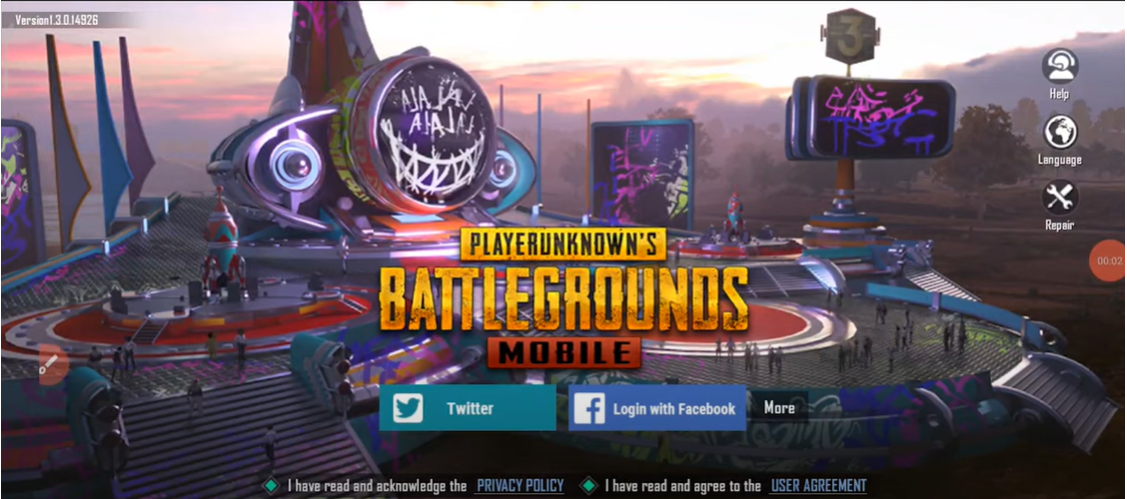 Version1.3.0.14926
3
Help
Language
Repair
00:02
PLAYERUNKNOWN'S
BATTLEGROUNDS
MOBILE
Twitter
Login with Facebook
More
I have read and acknowledge the PRIVACY POLICY
I have read and agree to the USER AGREEMENT